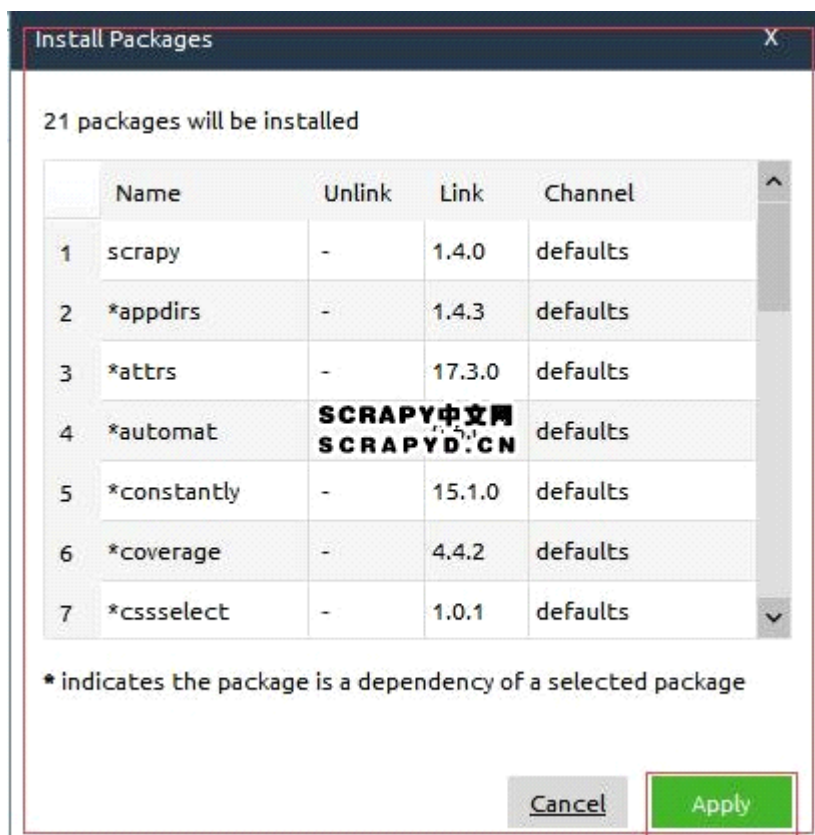 Install Packages X
21 packages will be installed
Name Unlink Link Channel
1 scrapy - 1.4.0 defaults
2 *appdirs - 1.4.3 defaults
3 *attrs - 17.3.0 defaults
SCRAPY中文网
4 *automat defaults
SCRAPYD.CN
5 *constantly - 15.1.0 defaults
6 *coverage - 4.4.2 defaults
7 *cssselect - 1.0.1 defaults
* indicates the package is a dependency of a selected package
Cancel Apply